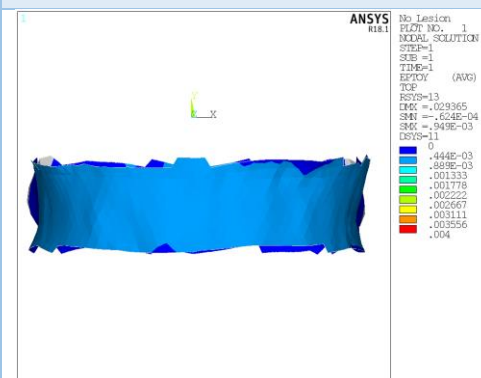 1
ANSYS
R18.1
No Lesion
PLOT NO. 1
NODAL SOLUTION
STEP=1
SUB =1
TIME=1
EPTOY (AVG)
TOP
RSYS=13
DMX =.029365
SMN =-.624E-04
SMX =.949E-03
DSYS=11
0
.444E-03
.889E-03
.001333
.001778
.002222
.002667
.003111
.003556
.004
Y
X